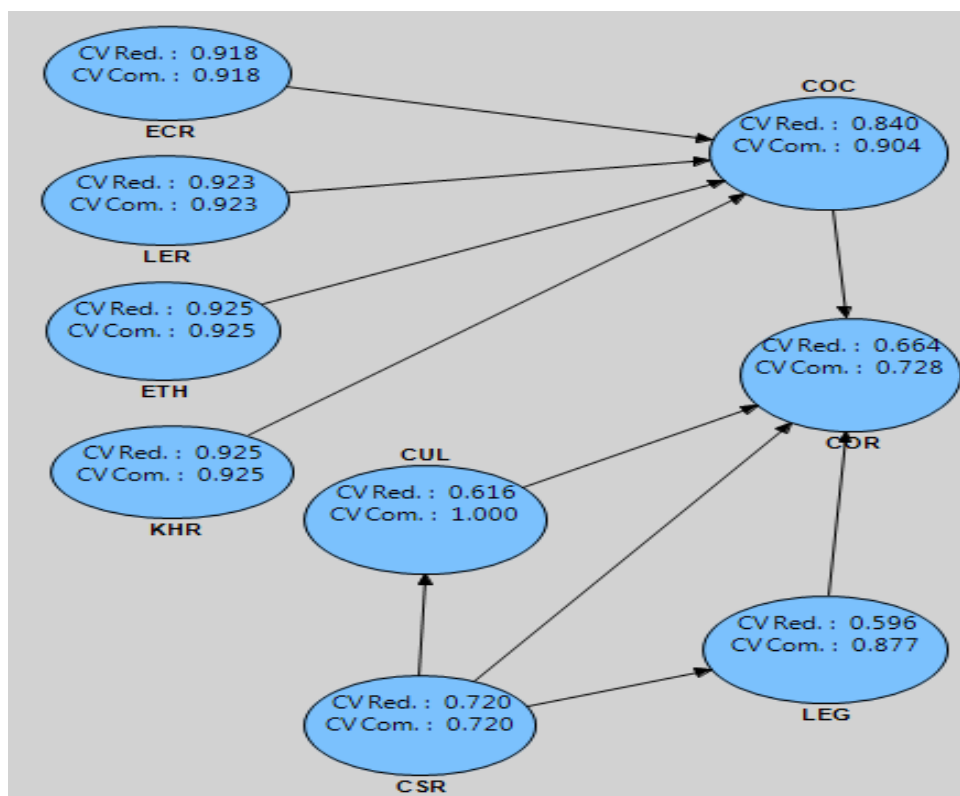 CV Red. : 0.918
CV Com. : 0.918
ECR
COC
CV Red. : 0.840
CV Com. : 0.904
CV Red. : 0.923
CV Com. : 0.923
LER
CV Red. : 0.925
CV Com. : 0.925
ETH
CV Red. : 0.664
CV Com. : 0.728
COR
CV Red. : 0.925
CV Com. : 0.925
KHR
CUL
CV Red. : 0.616
CV Com. : 1.000
CV Red. : 0.596
CV Com. : 0.877
LEG
CV Red. : 0.720
CV Com. : 0.720
CSR